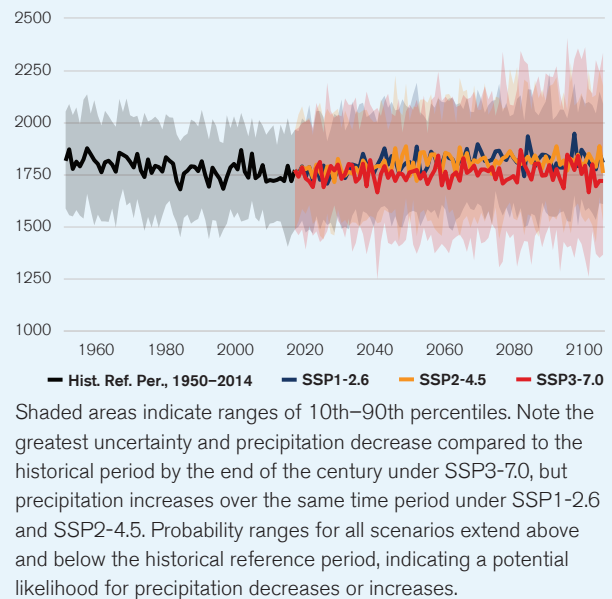 2500
2250
2000
1750
1500
1250
1000
1960 1980 2000 2020 2040 2060 2080 2100
Hist. Ref. Per., 1950–2014 SSP1-2.6 SSP2-4.5 SSP3-7.0
Shaded areas indicate ranges of 10th–90th percentiles. Note the
greatest uncertainty and precipitation decrease compared to the
historical period by the end of the century under SSP3-7.0, but
precipitation increases over the same time period under SSP1-2.6
and SSP2-4.5. Probability ranges for all scenarios extend above
and below the historical reference period, indicating a potential
likelihood for precipitation decreases or increases.